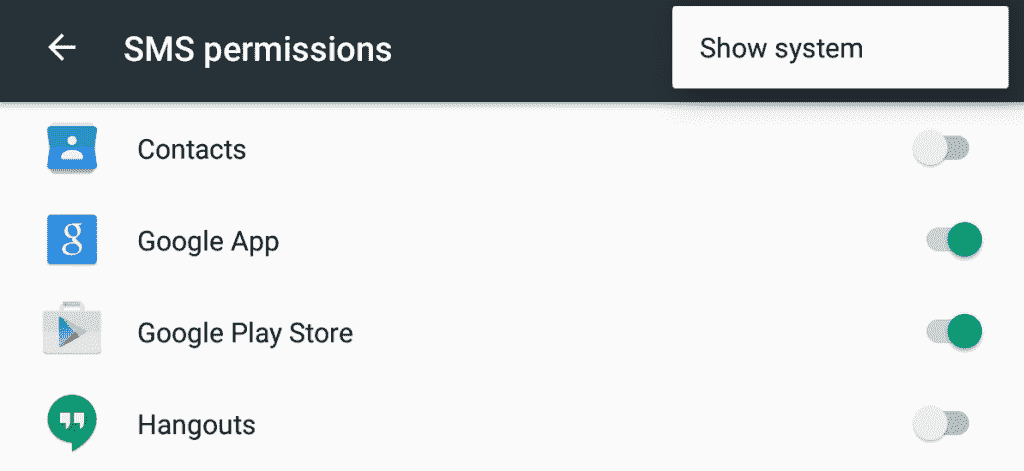 SMS permissions
Show system
Contacts
Google App
Google Play Store
Hangouts